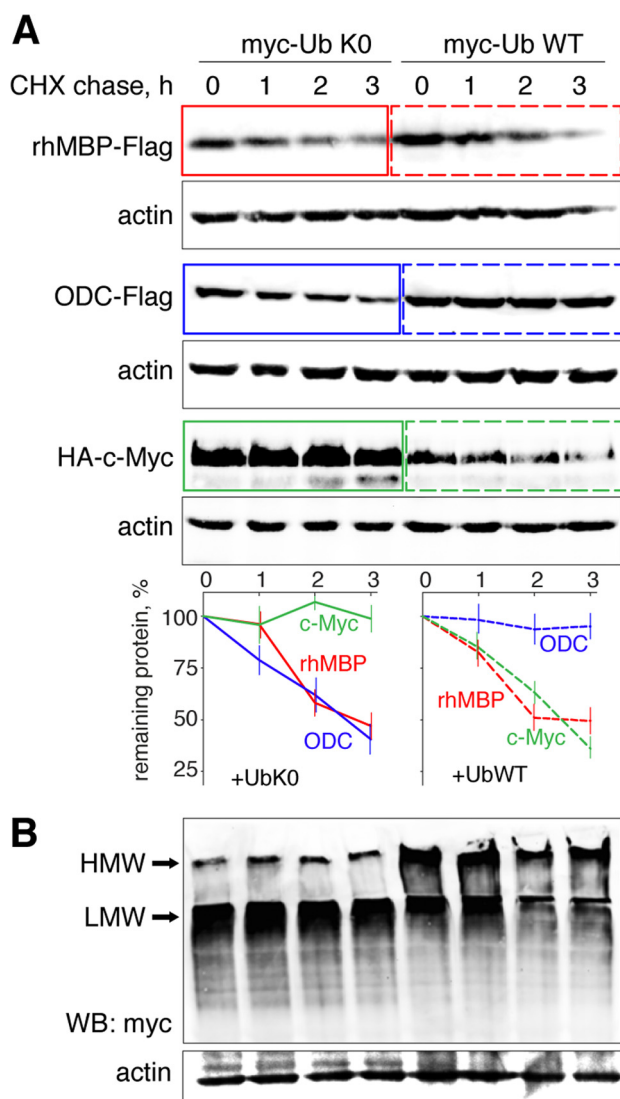 A
myc-Ub K0 myc-Ub WT
CHX chase, h 0 1 2 3 0 1 2 3
rhMBP-Flag
actin
ODC-Flag
actin
HA-c-Myc
actin
0 1 2 3 0 1 2 3
remaining protein, %
100
75
50
25
c-Myc
rhMBP
ODC
+UbK0
ODC
rhMBP
c-Myc
+UbWT
B
HMW
LMW
WB: myc
actin